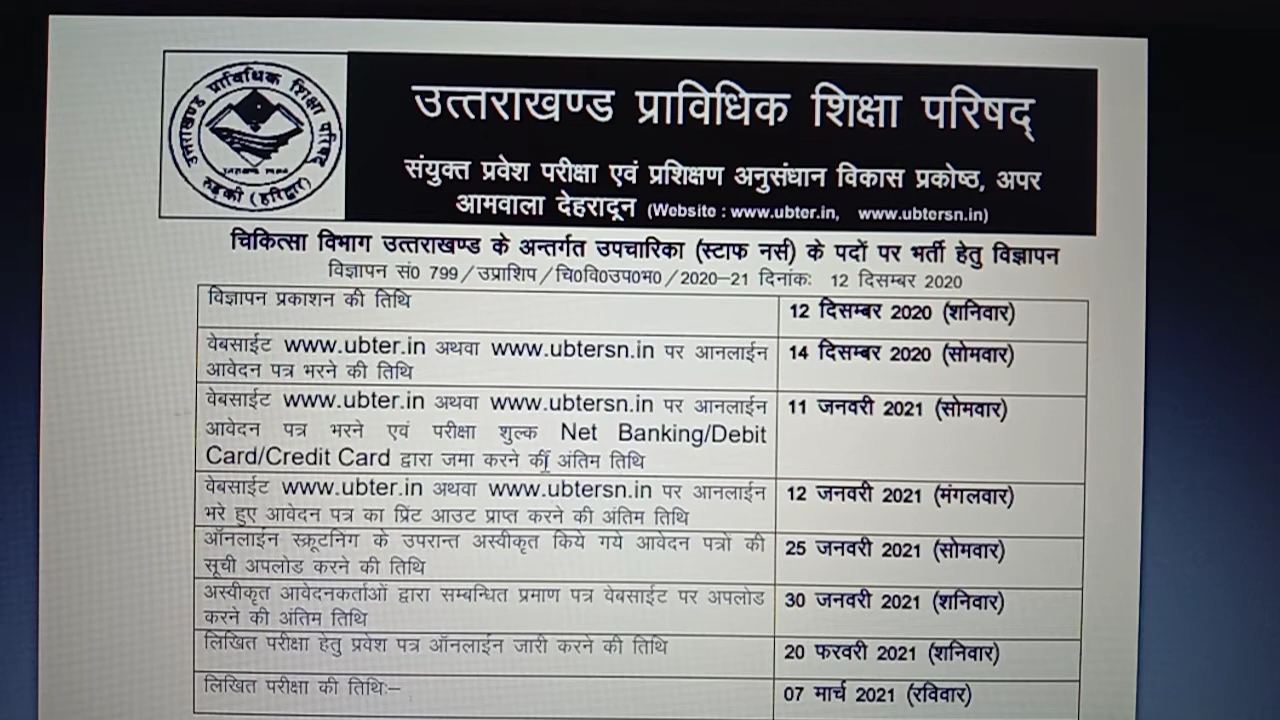 उत्तराखण्ड प्राविधिक शिक्षा परिषद
रुड़की (हरिद्वार)
उत्तराखण्ड प्राविधिक शिक्षा परिषद्
संयुक्त प्रवेश परीक्षा एवं प्रशिक्षण अनुसंधान विकास प्रकोष्ठ, अपर
आमवाला देहरादून (Website : www.ubter.in, www.ubtersn.in)
चिकित्सा विभाग उत्तराखण्ड के अन्तर्गत उपचारिका (स्टाफ नर्स) के पदों पर भर्ती हेतु विज्ञापन
विज्ञापन सं0 799/उप्राशिप/चि0वि0उप0म0/2020-21 दिनांकः 12 दिसम्बर 2020
विज्ञापन प्रकाशन की तिथि
12 दिसम्बर 2020 (शनिवार)
वेबसाईट www.ubter.in अथवा www.ubtersn.in पर आनलाईन
आवेदन पत्र भरने की तिथि
14 दिसम्बर 2020 (सोमवार)
वेबसाईट www.ubter.in अथवा www.ubtersn.in पर आनलाईन
आवेदन पत्र भरने एवं परीक्षा शुल्क Net Banking/Debit
Card/Credit Card द्वारा जमा करने की अंतिम तिथि
11 जनवरी 2021 (सोमवार)
वेबसाईट www.ubter.in अथवा www.ubtersn.in पर आनलाईन
भरे हुए आवेदन पत्र का प्रिंट आउट प्राप्त करने की अंतिम तिथि
12 जनवरी 2021 (मंगलवार)
ऑनलाईन स्क्रूटनिंग के उपरान्त अस्वीकृत किये गये आवेदन पत्रों की
सूची अपलोड करने की तिथि
25 जनवरी 2021 (सोमवार)
अस्वीकृत आवेदनकर्ताओं द्वारा सम्बन्धित प्रमाण पत्र वेबसाईट पर अपलोड
करने की अंतिम तिथि
30 जनवरी 2021 (शनिवार)
लिखित परीक्षा हेतु प्रवेश पत्र ऑनलाईन जारी करने की तिथि
20 फरवरी 2021 (शनिवार)
लिखित परीक्षा की तिथिः–
07 मार्च 2021 (रविवार)